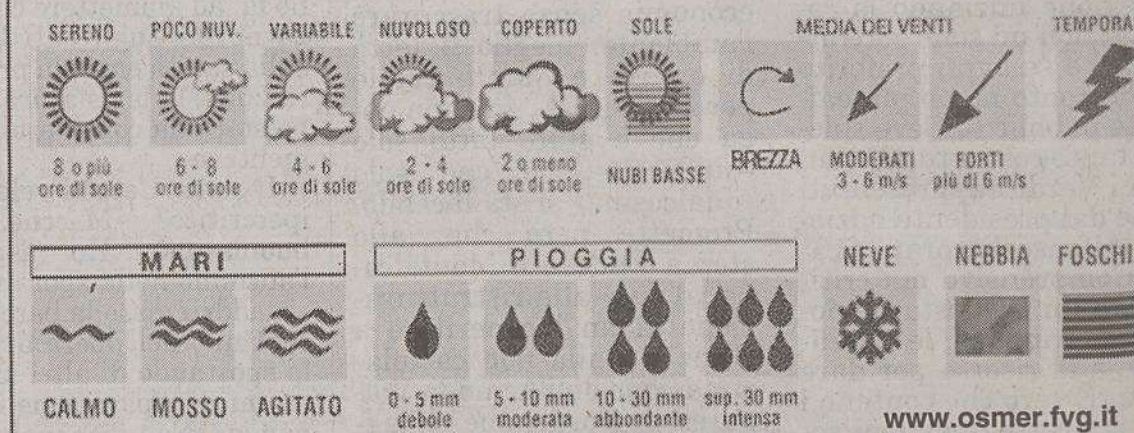 SERENO POCO NUV. VARIABILE NUVOLOSO COPERTO SOLE MEDIA DEI VENTI TEMPORA
8 o più 6 - 8 4 - 6 2 - 4 2 o meno
ore di sole ore di sole ore di sole ore di sole ore di sole
NUBI BASSE BREZZA MODERATI FORTI
3 - 6 m/s più di 6 m/s
MARI PIOGGIA NEVE NEBBIA FOSCHI
CALMO MOSSO AGITATO
0 - 5 mm 5 - 10 mm 10 - 30 mm sup. 30 mm
debole moderata abbondante intensa
www.osmer.fvg.it